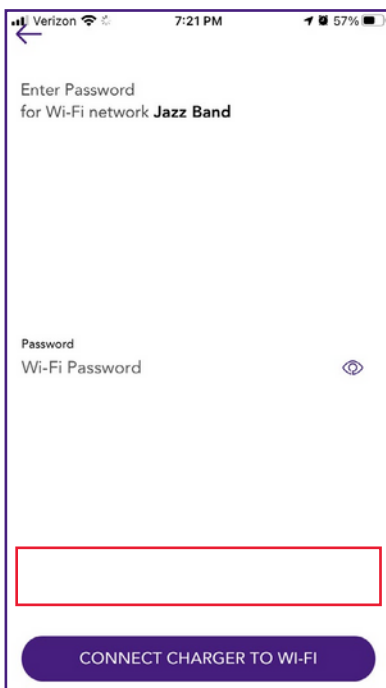 Verizon 7:21 PM 57%
Enter Password
for Wi-Fi network Jazz Band
Password
Wi-Fi Password
CONNECT CHARGER TO WI-FI